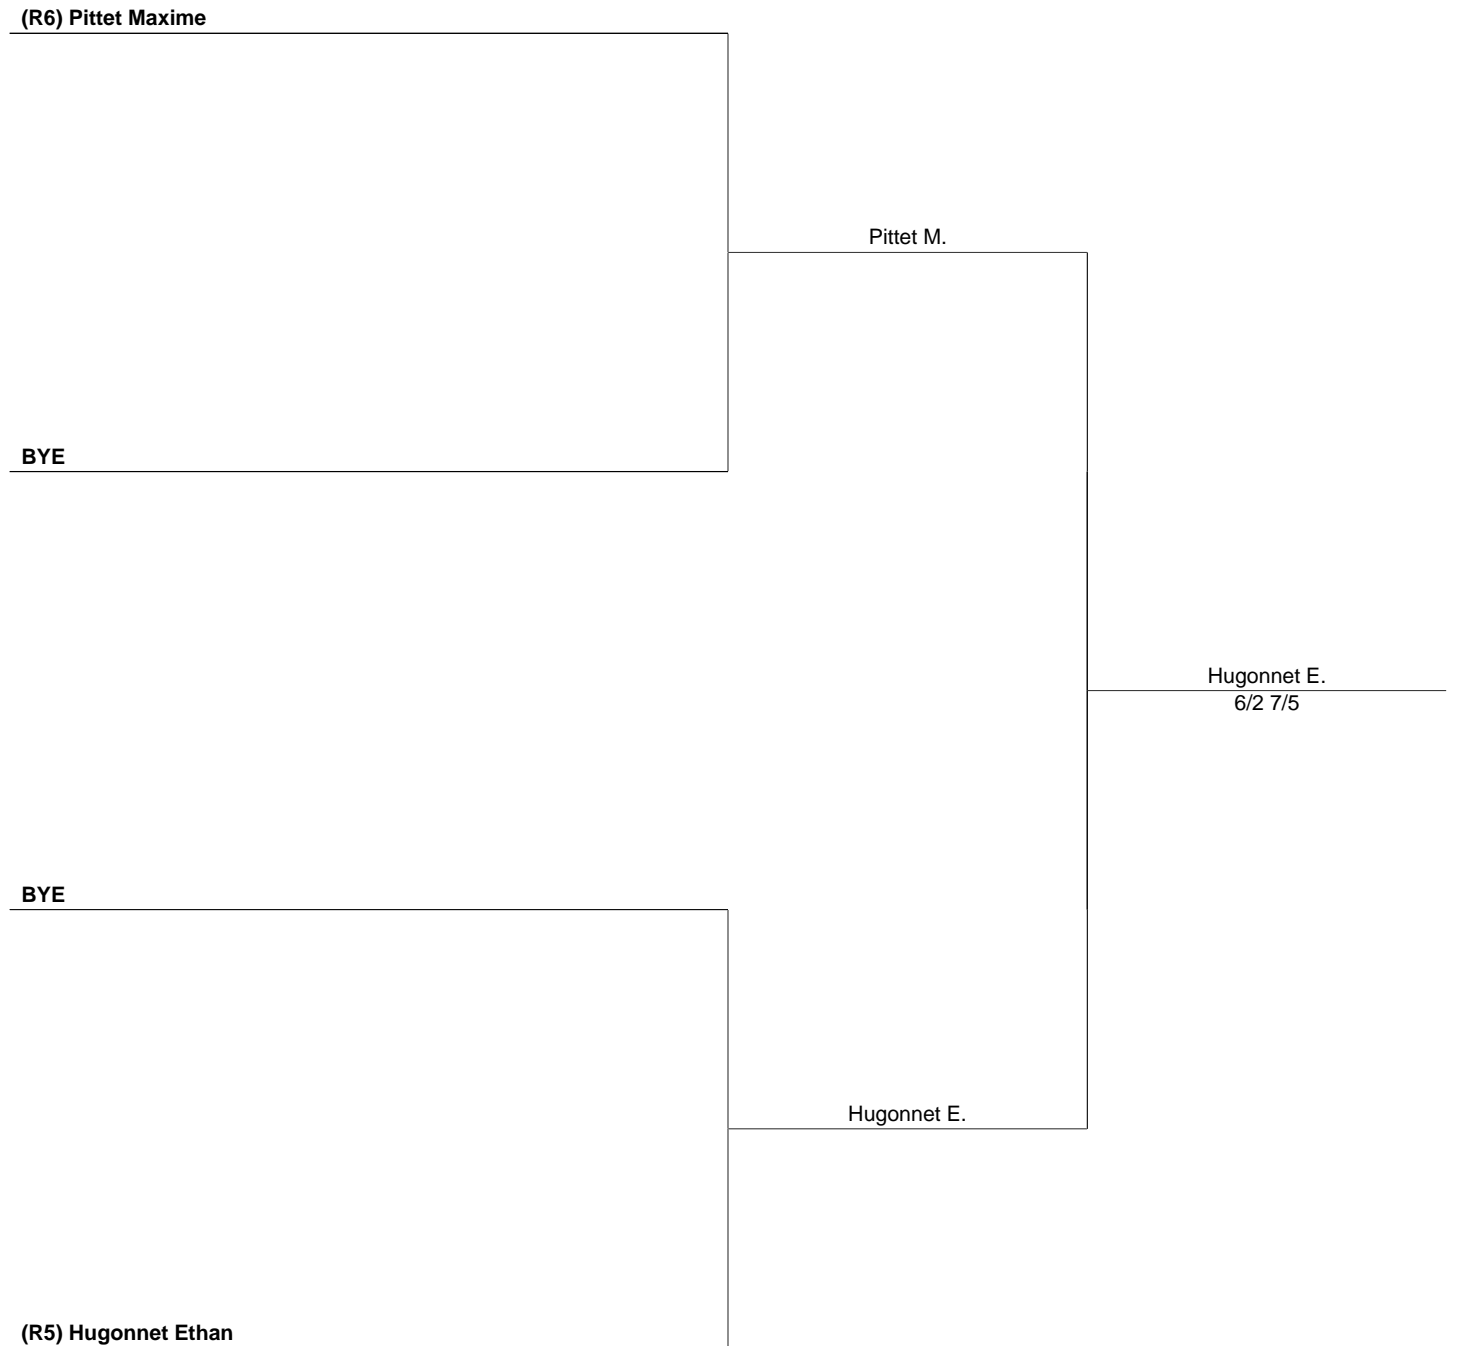 (R6) Pittet Maxime
Pittet M.
BYE
Hugonnet E.
6/2 7/5
BYE
Hugonnet E.
(R5) Hugonnet Ethan